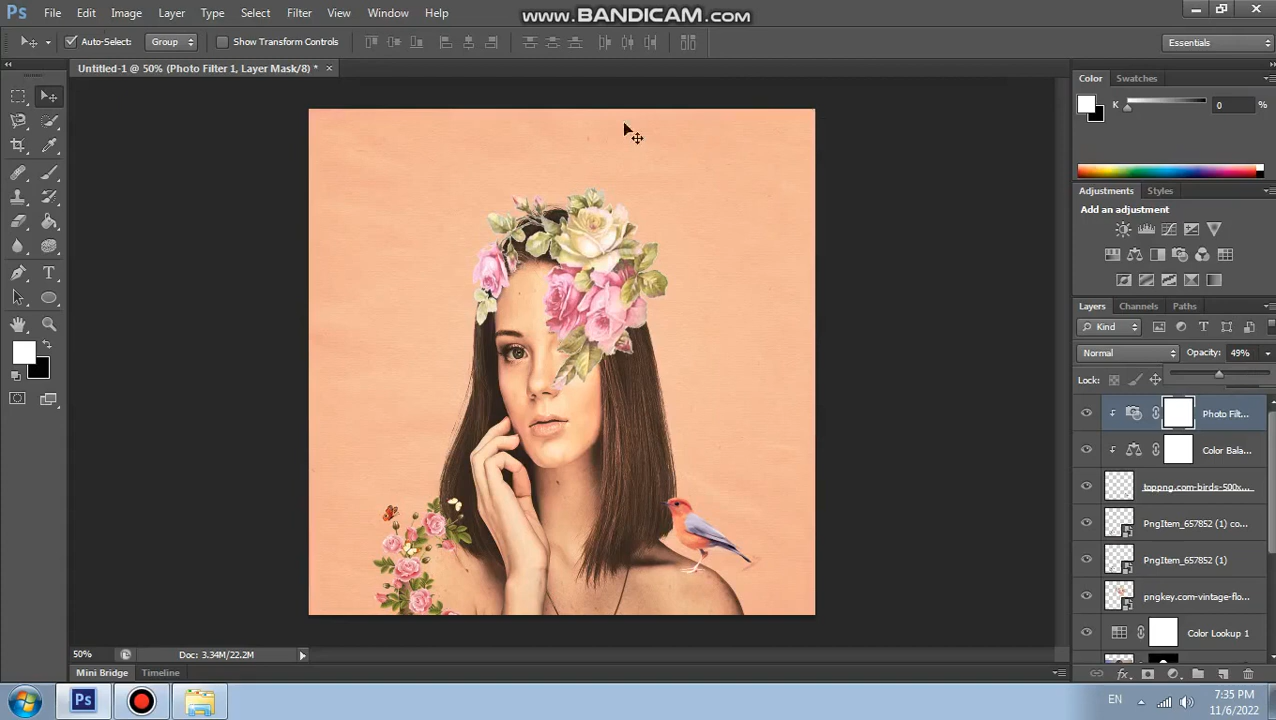 Ps File Edit Image Layer Type Select Filter View Window Help
www.BANDICAM.com
Auto-Select: Group Show Transform Controls Essentials
Untitled-1 @ 50% (Photo Filter 1, Layer Mask/8) * ×
Color Swatches
K 0 %
Adjustments Styles
Add an adjustment
Layers Channels Paths
Kind
Normal Opacity: 49%
Lock:
Photo Filt...
Color Bala...
toppng.com-birds-500x...
PngItem_657852 (1) co...
PngItem_657852 (1)
pngkey.com-vintage-flo...
Color Lookup 1
50% Doc: 3.34M/22.2M
Mini Bridge Timeline
fx
Ps EN 7:35 PM
11/6/2022